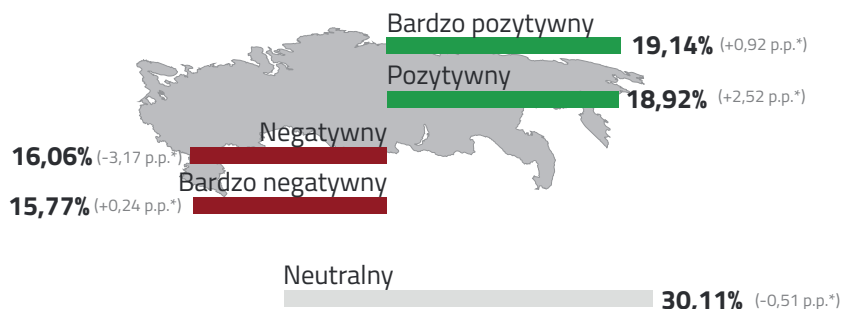 Bardzo pozytywny
19,14% (+0,92 p.p.*)
Pozytywny
18,92% (+2,52 p.p.*)
Negatywny
16,06% (-3,17 p.p.*)
Bardzo negatywny
15,77% (+0,24 p.p.*)
Neutralny
30,11% (-0,51 p.p.*)